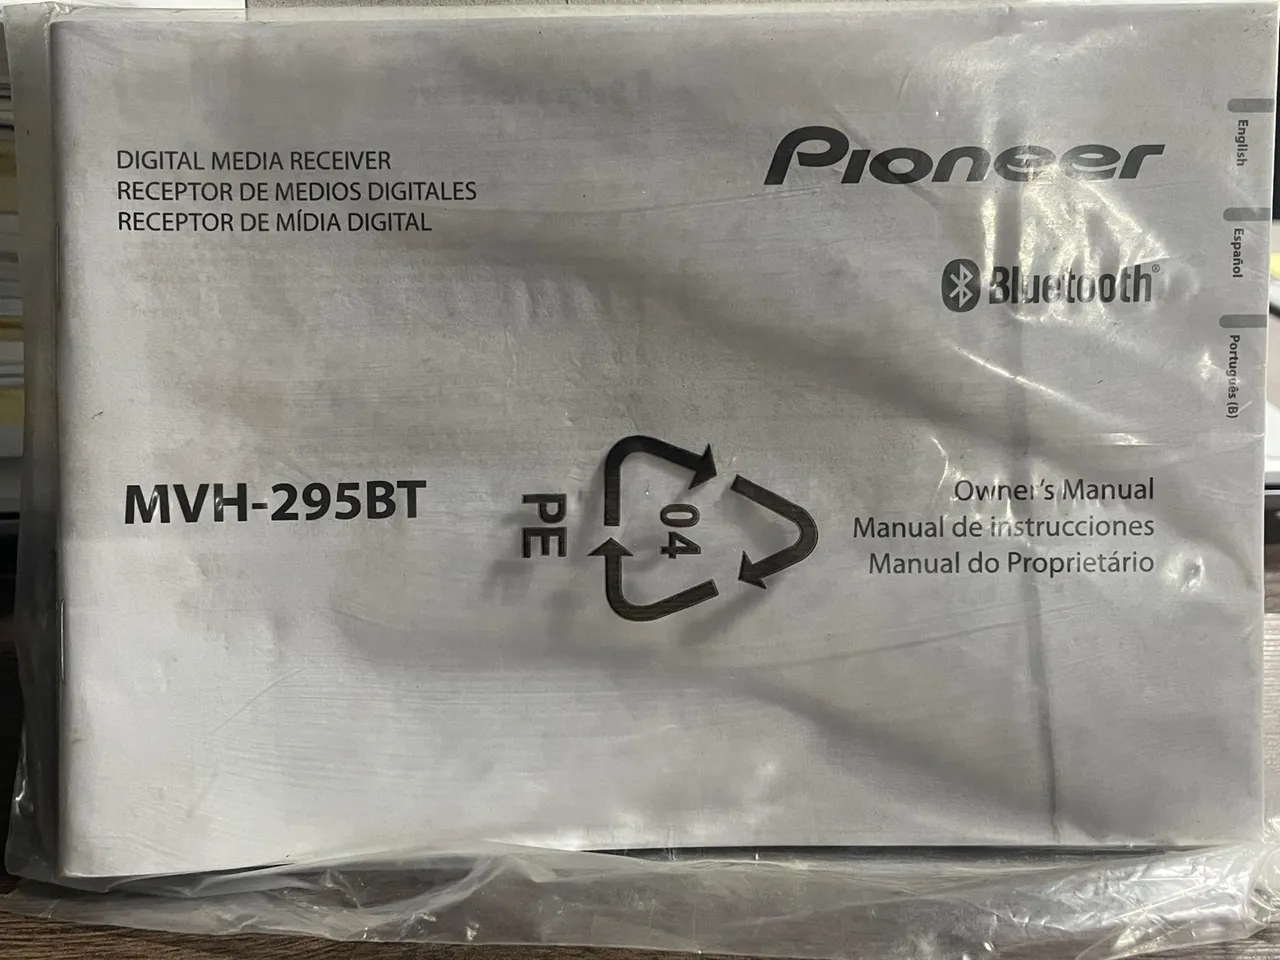 DIGITAL MEDIA RECEIVER
RECEPTOR DE MEDIOS DIGITALES
RECEPTOR DE MÍDIA DIGITAL
Pioneer
Bluetooth®
English
Español
Português (B)
MVH-295BT
04
PE
Owner's Manual
Manual de instrucciones
Manual do Proprietário